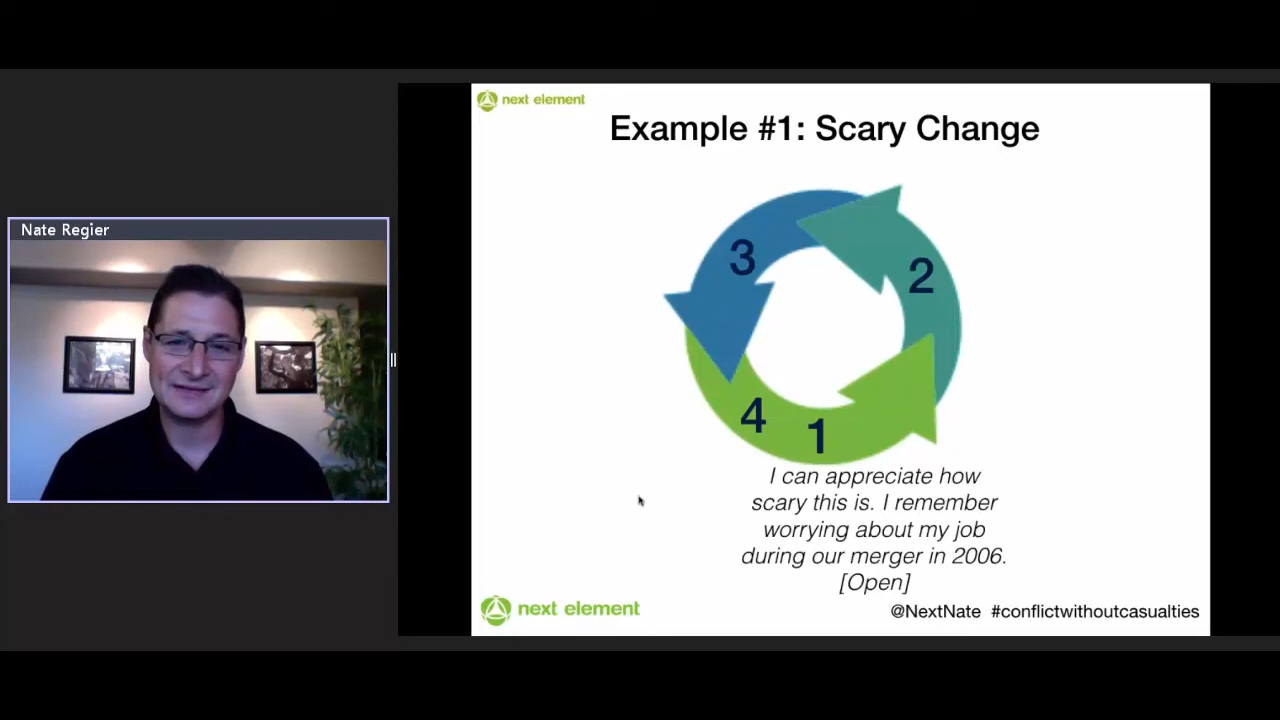 Nate Regier
next element
Example #1: Scary Change
3
2
4
1
I can appreciate how
scary this is. I remember
worrying about my job
during our merger in 2006.
[Open]
next element
@NextNate #conflictwithoutcasualties